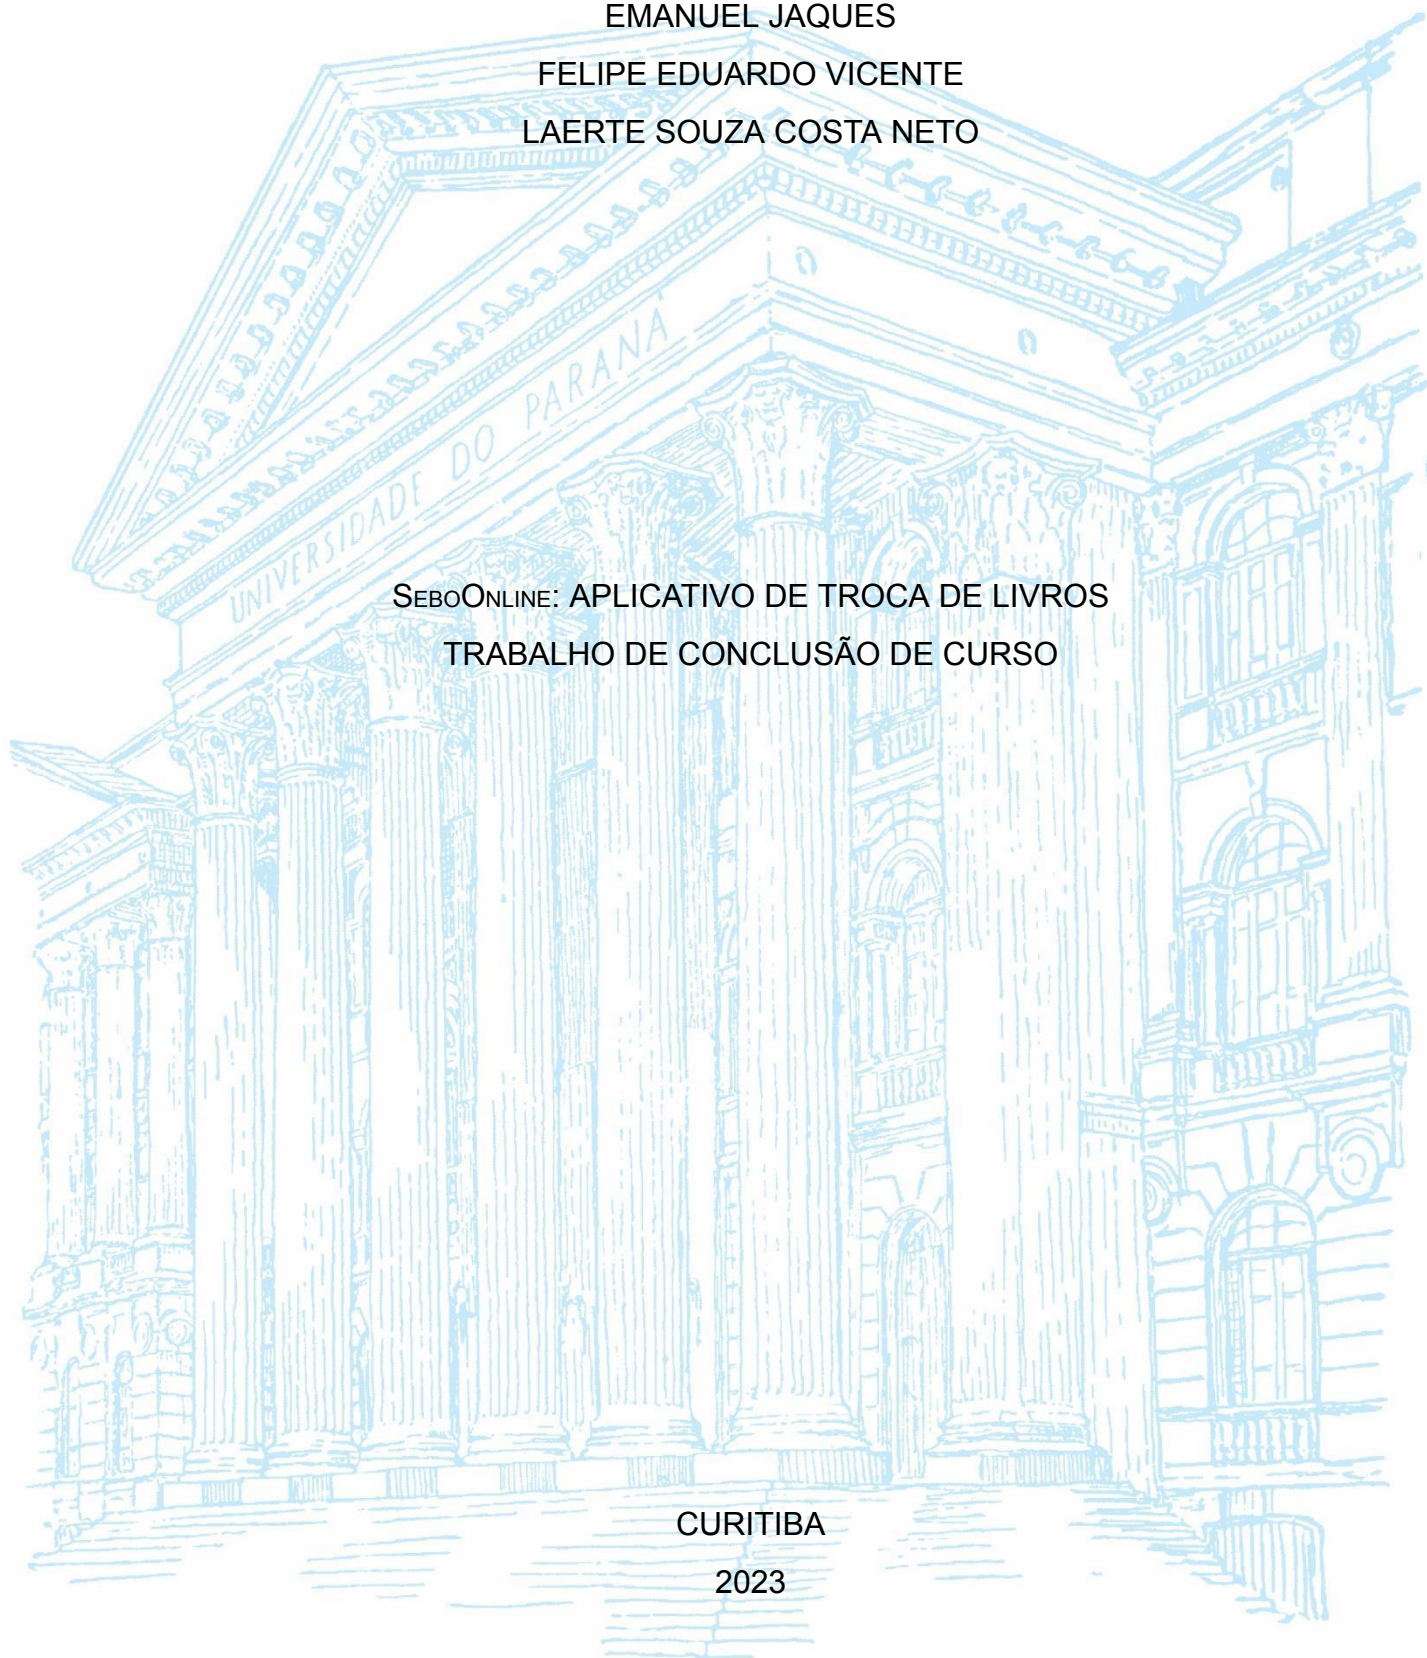 EMANUEL JAQUES
FELIPE EDUARDO VICENTE
LAERTE SOUZA COSTA NETO
UNIVERSIDADE DO PARANÁ
SEBOONLINE: APLICATIVO DE TROCA DE LIVROS
TRABALHO DE CONCLUSÃO DE CURSO
CURITIBA
2023